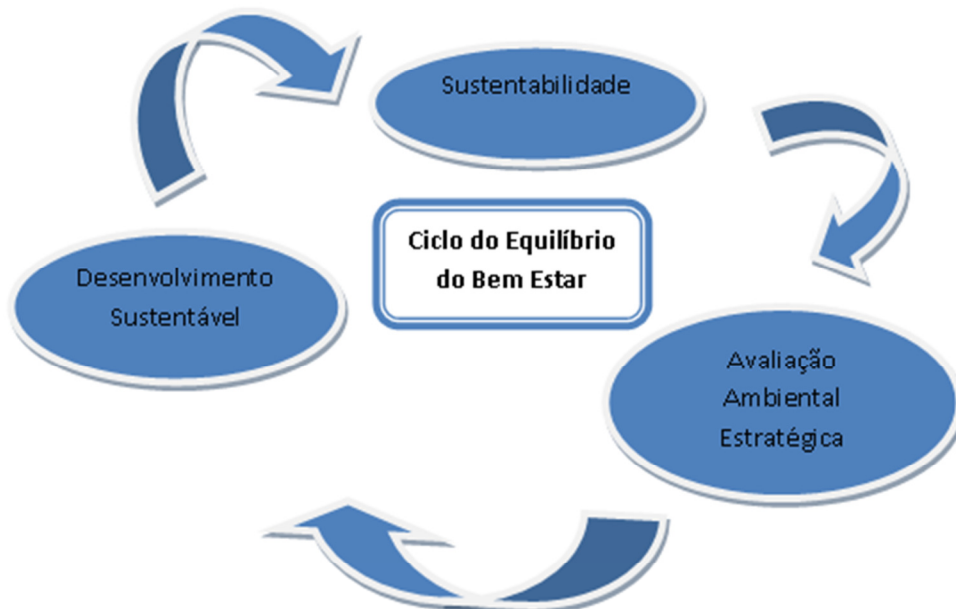 Sustentabilidade
Ciclo do Equilíbrio
do Bem Estar
Desenvolvimento
Sustentável
Avaliação
Ambiental
Estratégica